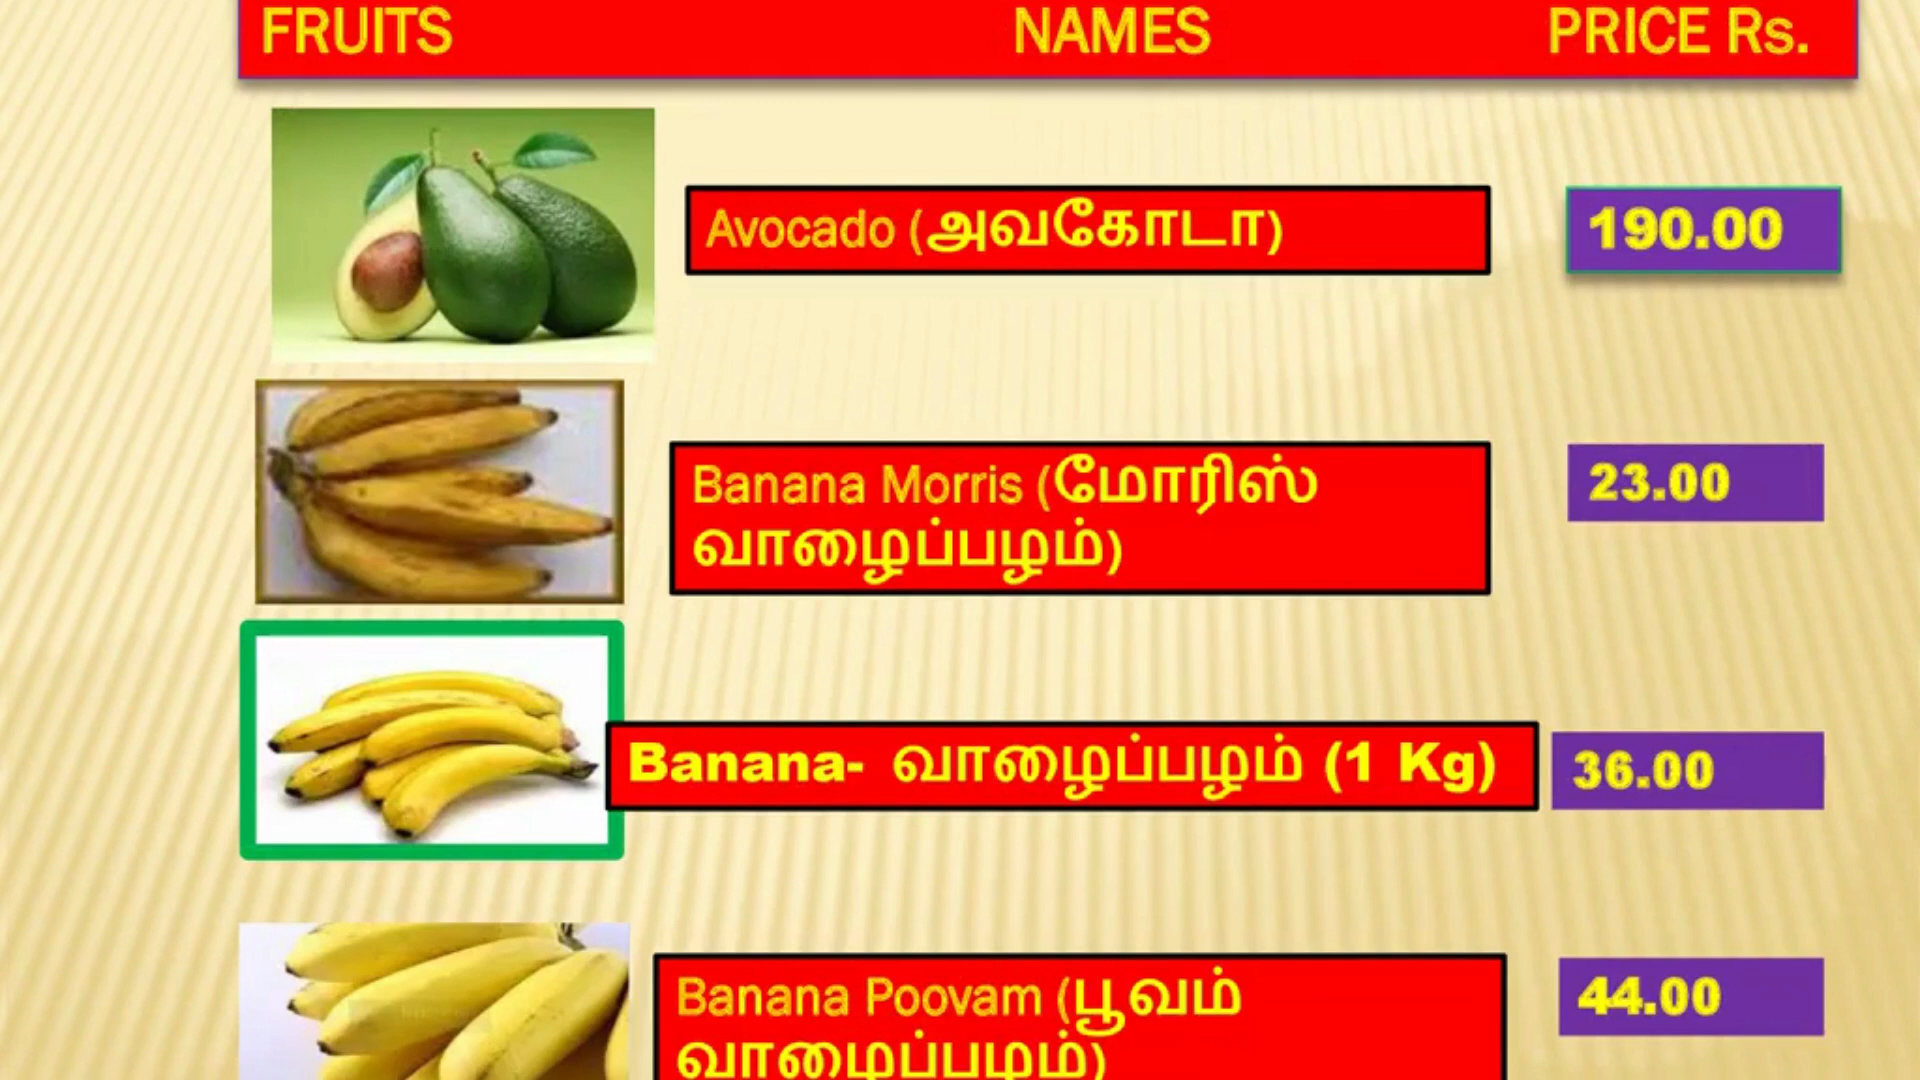 FRUITS NAMES PRICE Rs.
Avocado (அவகோடா) 190.00
Banana Morris (மோரிஸ் 23.00
வாழைப்பழம்)
Banana- வாழைப்பழம் (1 Kg) 36.00
Banana Poovam (பூவம் 44.00
வாழைப்பழம்)